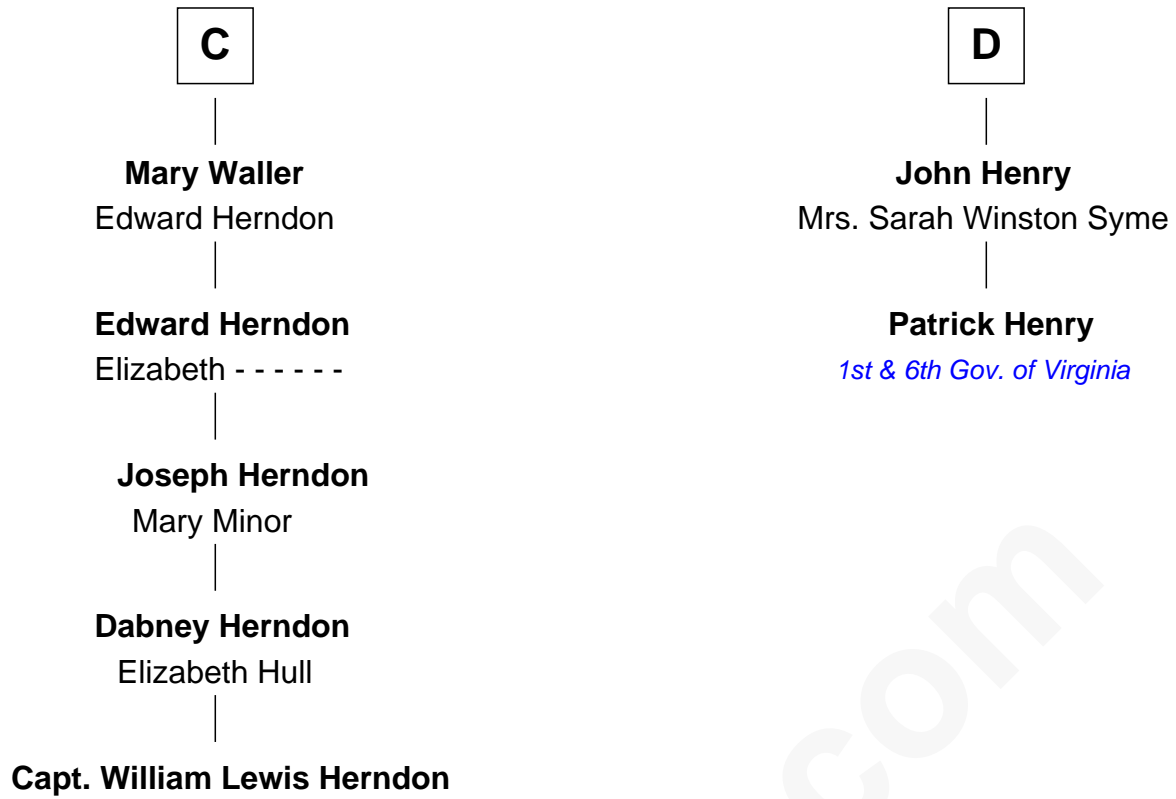 C
Mary Waller
Edward Herndon
Edward Herndon
Elizabeth - - - - - -
Joseph Herndon
Mary Minor
Dabney Herndon
Elizabeth Hull
Capt. William Lewis Herndon
D
John Henry
Mrs. Sarah Winston Syme
Patrick Henry
1st & 6th Gov. of Virginia
com